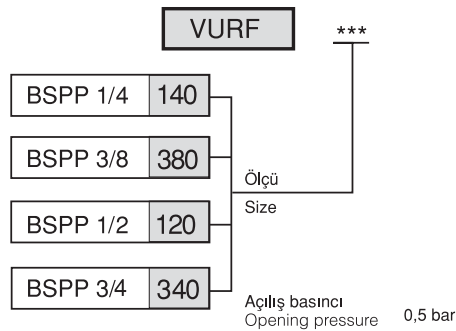 VURF ***
BSPP 1/4 140
BSPP 3/8 380
Ölçü
Size
BSPP 1/2 120
BSPP 3/4 340
Açılış basıncı
Opening pressure 0,5 bar